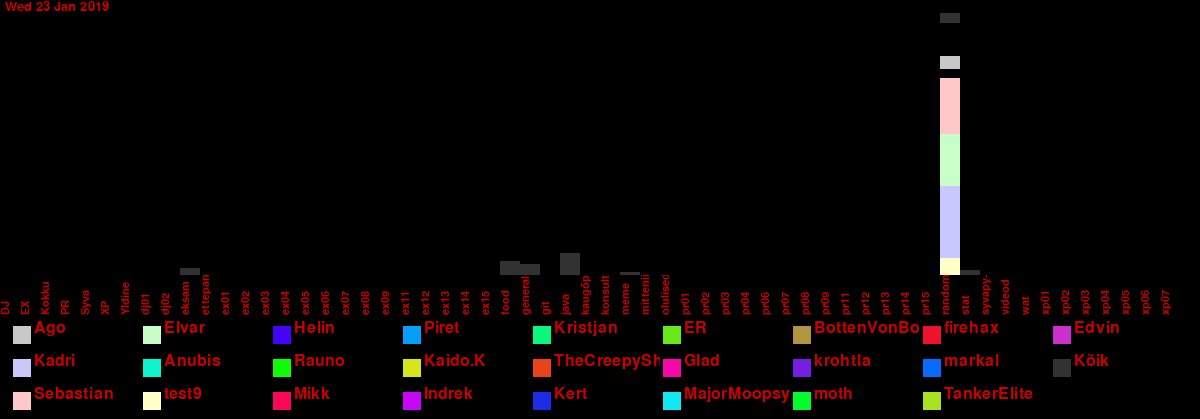 Wed 23 Jan 2019
DJ EX Kokku PR Syva XP Yldine dj01 dj02 eksam ettepan ex01 ex02 ex03 ex04 ex05 ex06 ex07 ex08 ex09 ex11 ex12 ex13 ex14 ex15 food general git java kaugõp konsult meme mittenii olulised pr01 pr02 pr03 pr04 pr06 pr07 pr08 pr09 pr11 pr12 pr13 pr14 pr15 random stat syvapy- videod wat xp01 xp02 xp03 xp04 xp05 xp06 xp07
Ago Elvar Helin Piret Kristjan ER BottenVonBo firehax Edvin
Kadri Anubis Rauno Kaido.K TheCreepySh Glad krohtla markal Kõik
Sebastian test9 Mikk Indrek Kert MajorMoopsy moth TankerElite